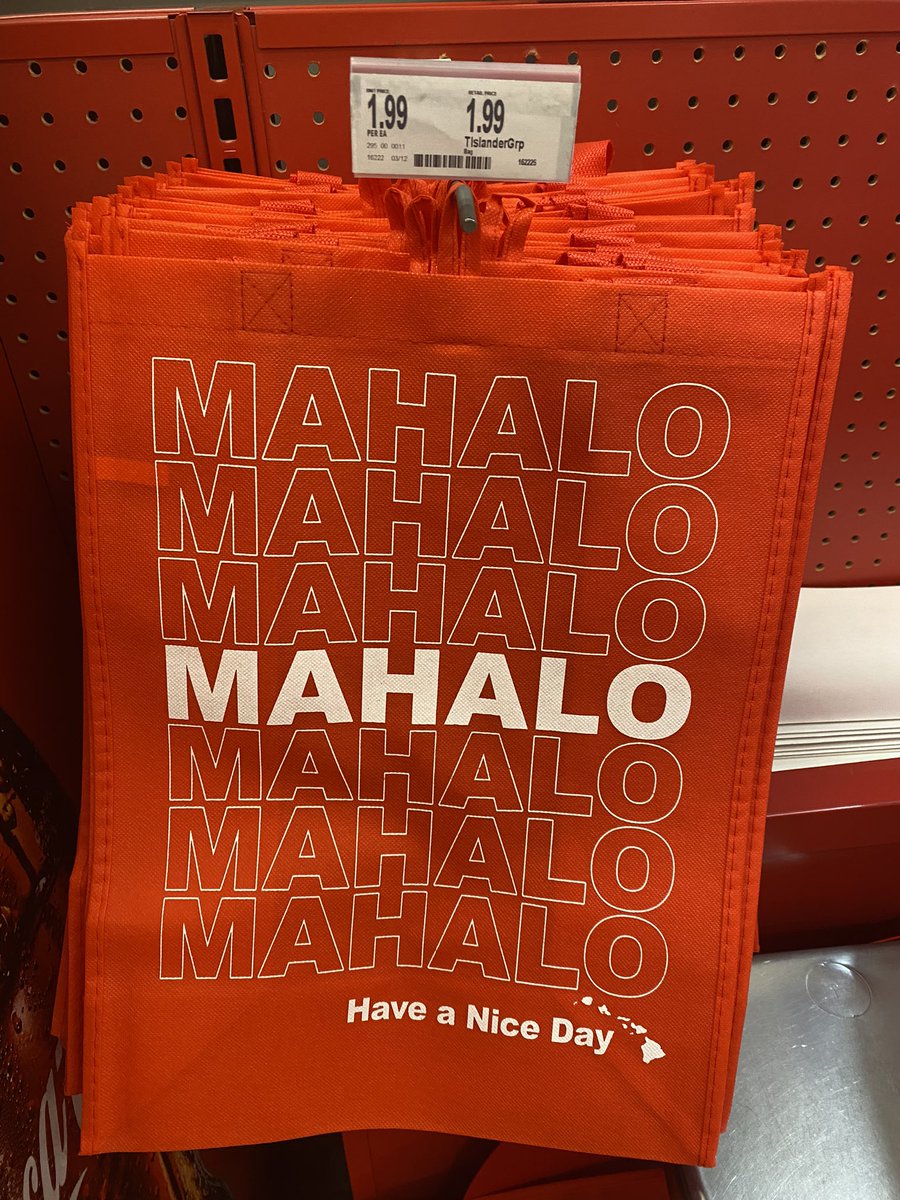 UNIT PRICE RETAIL PRICE
1.99 1.99
PER EA TIslanderGrp
295 00 0011 Bag
16222 03/12 162225
MAHALO
MAHALO
MAHALO
MAHALO
MAHALO
MAHALO
MAHALO
Have a Nice Day